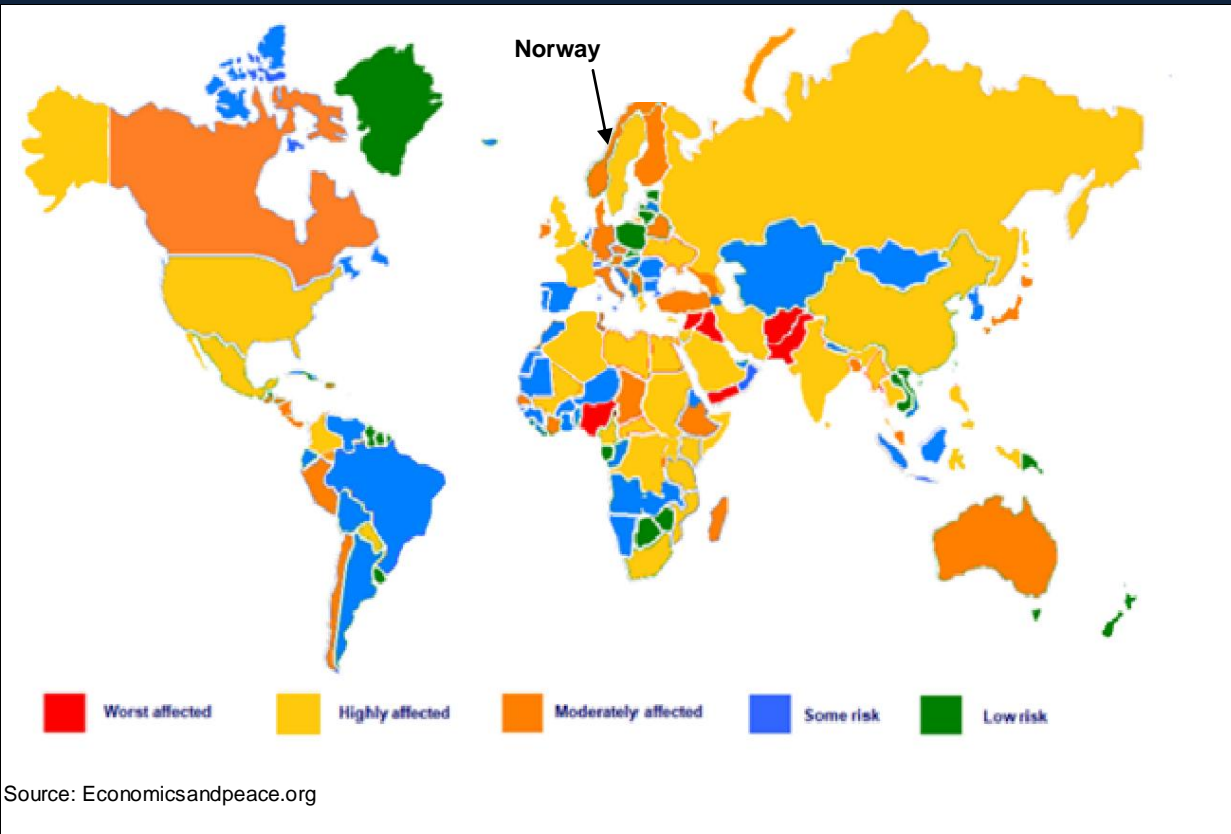 Norway
Worst affected
Highly affected
Moderately affected
Some risk
Low risk
Source: Economicsandpeace.org